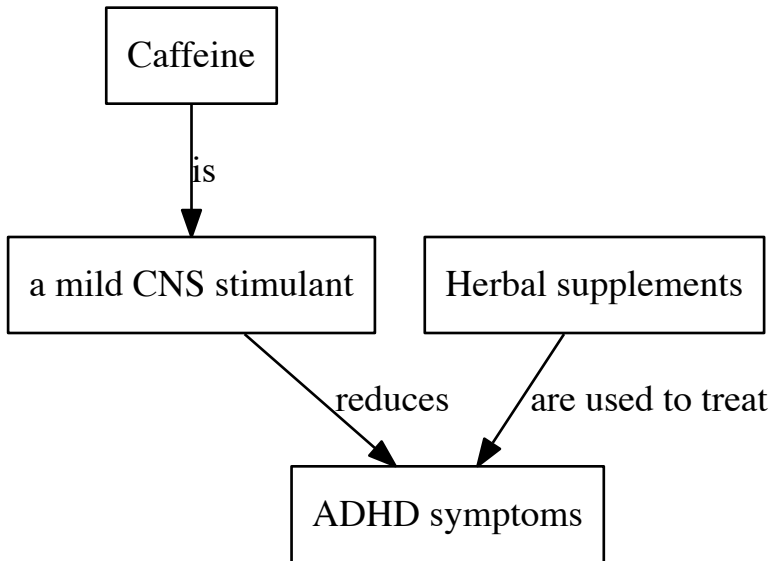 Caffeine
is
a mild CNS stimulant
Herbal supplements
reduces
are used to treat
ADHD symptoms